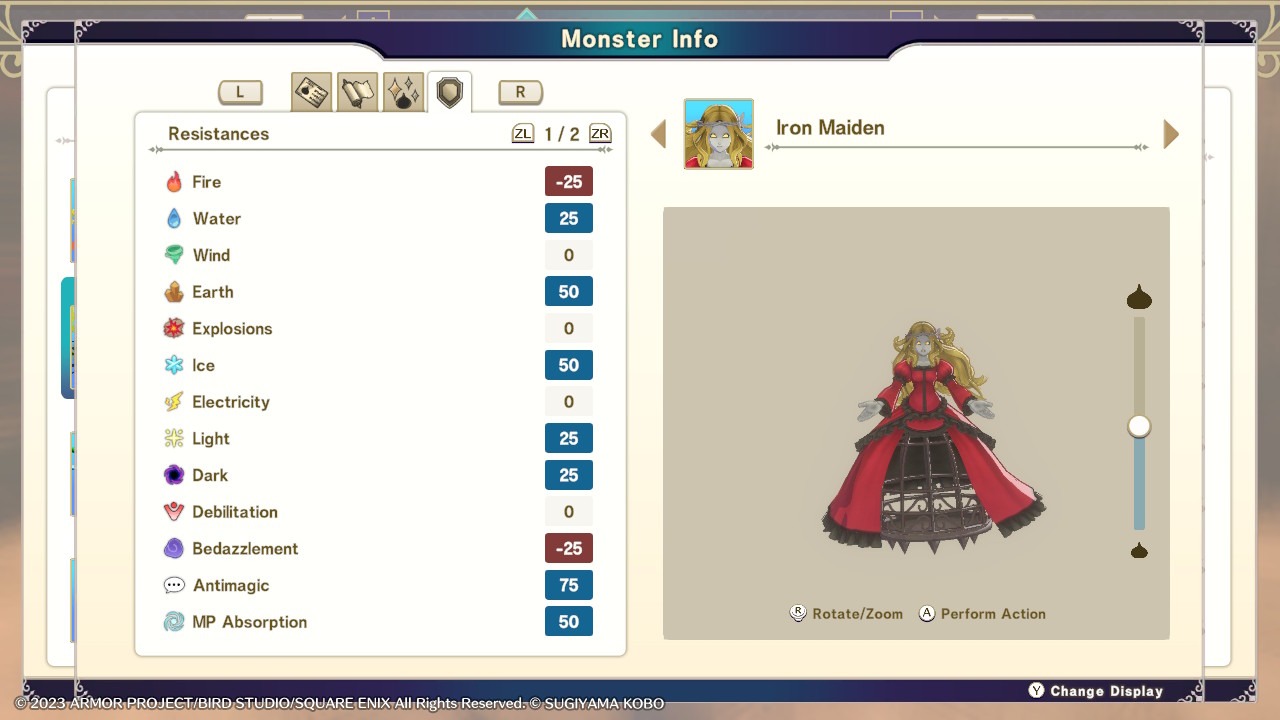 Monster Info
L
R
Resistances
ZL 1 / 2 ZR
Iron Maiden
Fire -25
Water 25
Wind 0
Earth 50
Explosions 0
Ice 50
Electricity 0
Light 25
Dark 25
Debilitation 0
Bedazzlement -25
Antimagic 75
MP Absorption 50
R Rotate/Zoom A Perform Action
Y Change Display
© 2023 ARMOR PROJECT/BIRD STUDIO/SQUARE ENIX All Rights Reserved. © SUGIYAMA KOBO